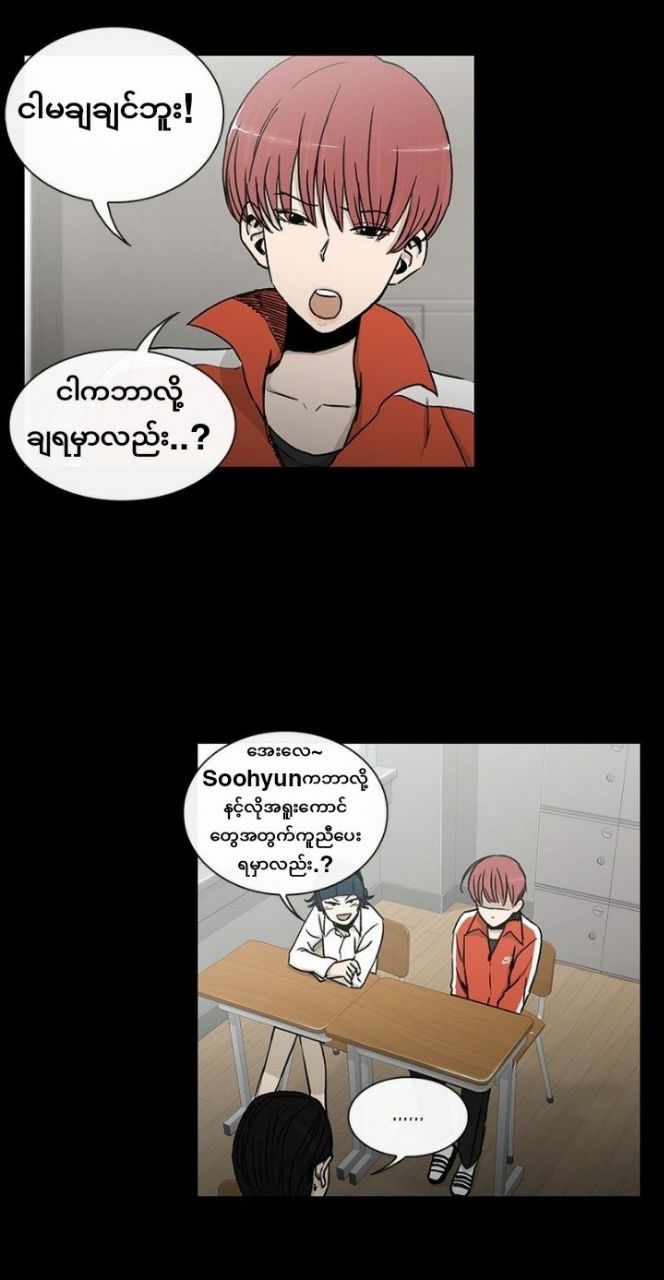 ငါမချချင်ဘူး!
ငါကဘာလို့
ချရမှာလည်း..?
အေးလေ~
Soohyunကဘာလို့
နင့်လိုအရူးကောင်
တွေအတွက်ကူညီပေး
ရမှာလည်း.?
......